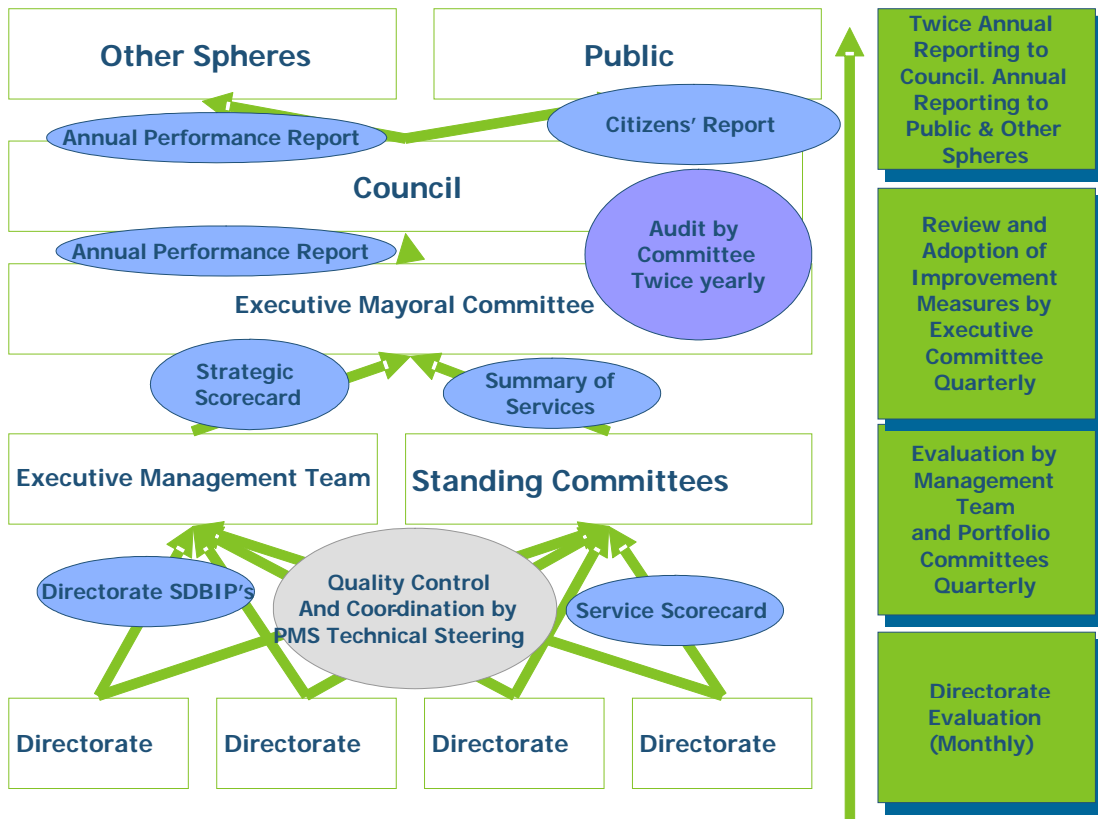 Other Spheres
Public
Annual Performance Report
Citizens' Report
Council
Annual Performance Report
Audit by
Committee
Twice yearly
Executive Mayoral Committee
Strategic
Scorecard
Summary of
Services
Executive Management Team
Standing Committees
Directorate SDBIP's
Quality Control
And Coordination by
PMS Technical Steering
Service Scorecard
Directorate
Directorate
Directorate
Directorate
Twice Annual
Reporting to
Council. Annual
Reporting to
Public & Other
Spheres
Review and
Adoption of
Improvement
Measures by
Executive
Committee
Quarterly
Evaluation by
Management
Team
and Portfolio
Committees
Quarterly
Directorate
Evaluation
(Monthly)